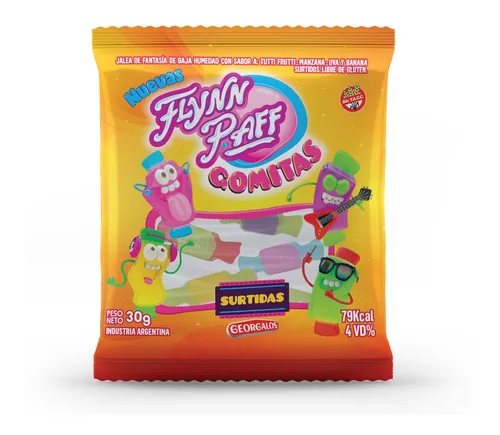 JALEA DE FANTASÍA DE BAJA HUMEDAD CON SABOR A: TUTTI FRUTTI- MANZANA- UVA Y BANANA
SURTIDOS. LIBRE DE GLUTEN.
Nuevas
FLYNN
PAFF
GOMITAS
Sin T.A.C.C.
SURTIDAS
GEORGALOS
PESO
NETO 30g
INDUSTRIA ARGENTINA
79Kcal
4 VD%